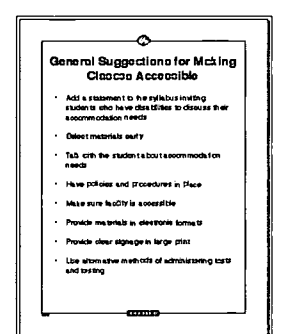 General Suggestions for Making
Classes Accessible
Add a statement to the syllabus inviting
students who have disabilities to discuss their
accommodation needs
Select materials early
Talk with the student about accommodation
needs
Have policies and procedures in place
Make sure facility is accessible
Provide materials in electronic formats
Provide clear signage in large print
Use alternative methods of administering tests
and testing